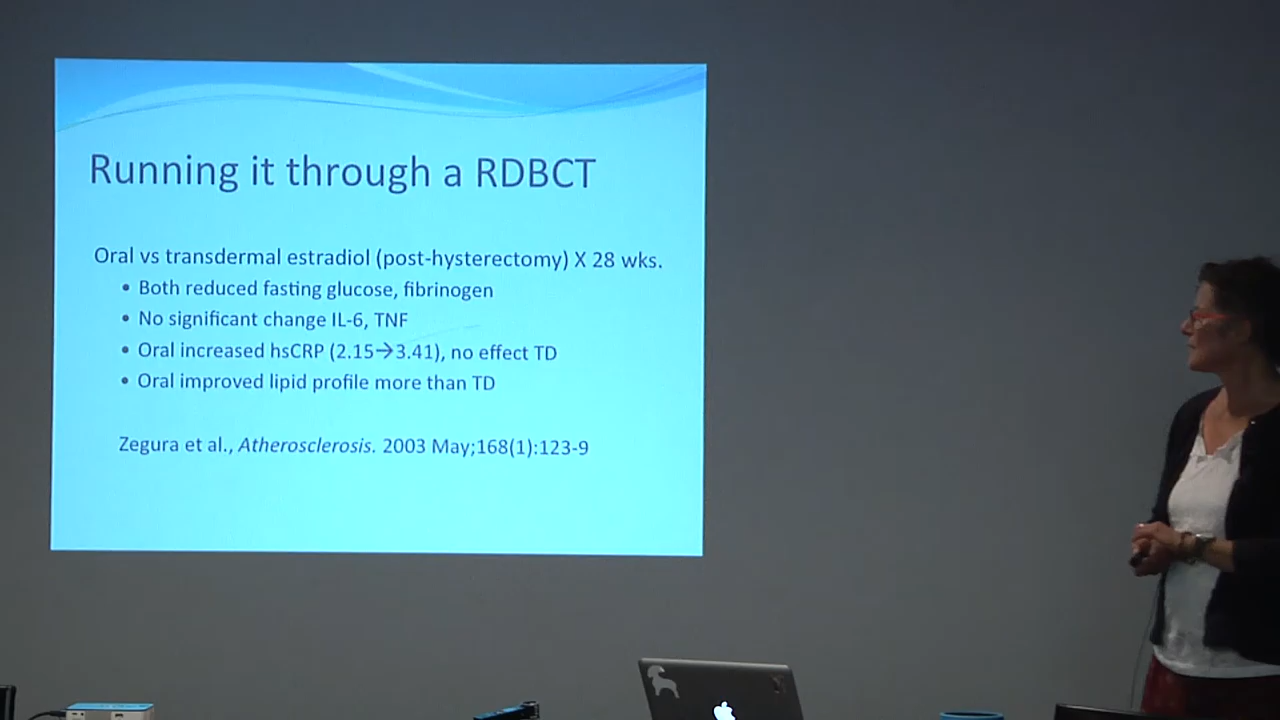 Running it through a RDBCT
Oral vs transdermal estradiol (post-hysterectomy) X 28 wks.
• Both reduced fasting glucose, fibrinogen
• No significant change IL-6, TNF
• Oral increased hsCRP (2.15→3.41), no effect TD
• Oral improved lipid profile more than TD
Zegura et al., Atherosclerosis. 2003 May;168(1):123-9